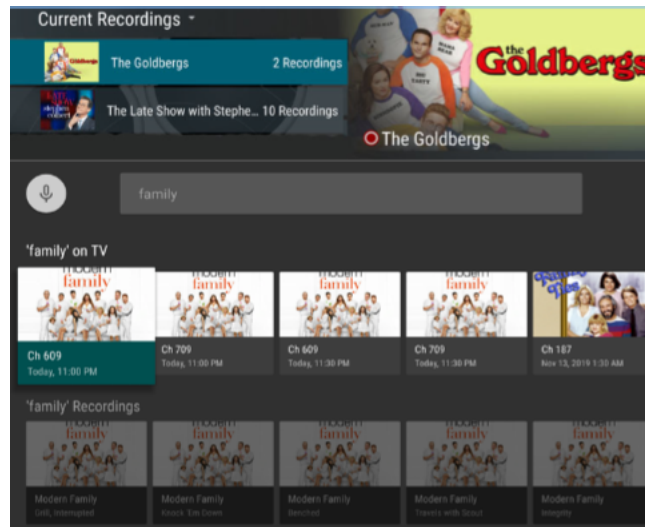 Current Recordings
The Goldbergs 2 Recordings
The Late Show with Stephe... 10 Recordings
the
Goldbergs
The Goldbergs
family
'family' on TV
modern
family
modern
family
modern
family
modern
family
Family
Ties
Ch 609
Today, 11:00 PM
Ch 709
Today, 11:00 PM
Ch 609
Today, 11:30 PM
Ch 709
Today, 11:30 PM
Ch 187
Nov 13, 2019 1:30 AM
'family' Recordings
modern
family
modern
family
modern
family
modern
family
modern
family
Modern Family
Grill, Interrupted
Modern Family
Knock 'Em Down
Modern Family
Benched
Modern Family
Travels with Scout
Modern Family
Integrity